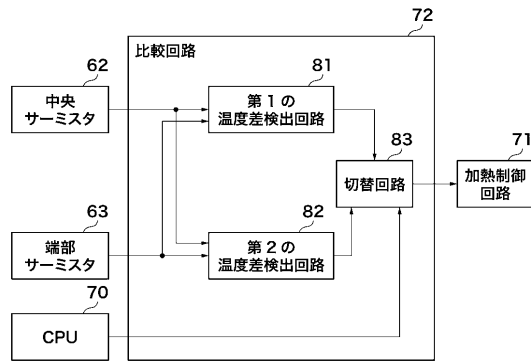 72
比較回路
62
中央
サーミスタ
81
第1の
温度差検出回路
83
切替回路
71
加熱制御
回路
63
端部
サーミスタ
82
第2の
温度差検出回路
70
CPU